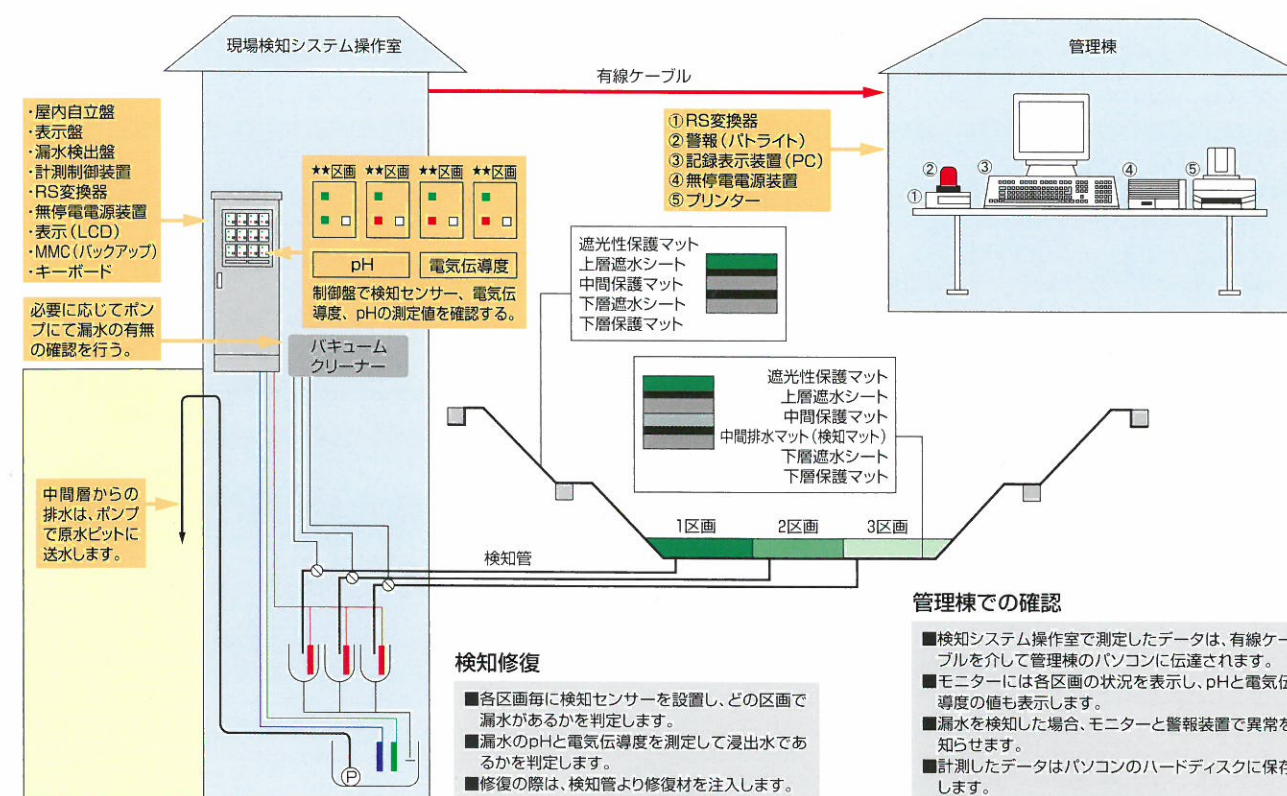 現場検知システム操作室
有線ケーブル
管理棟
・屋内自立盤
・表示盤
・漏水検出盤
・計測制御装置
・RS変換器
・無停電電源装置
・表示(LCD)
・MMC(バックアップ)
・キーボード
★★区画 ★★区画 ★★区画 ★★区画
pH 電気伝導度
制御盤で検知センサー、電気伝
導度、pHの測定値を確認する。
①RS変換器
②警報(パトライト)
③記録表示装置(PC)
④無停電電源装置
⑤プリンター
① ② ③ ④ ⑤
必要に応じてポン
プにて漏水の有無
の確認を行う。
バキューム
クリーナー
遮光性保護マット
上層遮水シート
中間保護マット
下層遮水シート
下層保護マット
遮光性保護マット
上層遮水シート
中間保護マット
中間排水マット(検知マット)
下層遮水シート
下層保護マット
中間層からの
排水は、ポンプ
で原水ピットに
送水します。
1区画 2区画 3区画
検知管
P
検知修復
■各区画毎に検知センサーを設置し、どの区画で
漏水があるかを判定します。
■漏水のpHと電気伝導度を測定して浸出水であ
るかを判定します。
■修復の際は、検知管より修復材を注入します。
管理棟での確認
■検知システム操作室で測定したデータは、有線ケー
ブルを介して管理棟のパソコンに伝達されます。
■モニターには各区画の状況を表示し、pHと電気伝
導度の値も表示します。
■漏水を検知した場合、モニターと警報装置で異常を
知らせます。
■計測したデータはパソコンのハードディスクに保存
します。